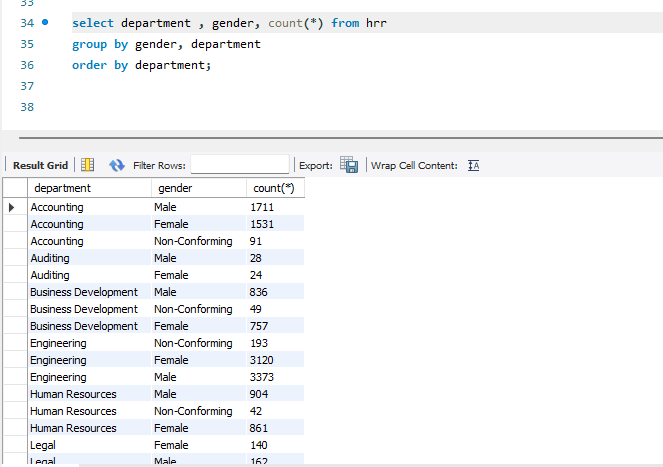 33
34 select department , gender, count(*) from hrr
35 group by gender, department
36 order by department;
37
38
Result Grid Filter Rows: Export: Wrap Cell Content: IA
department gender count(*)
Accounting Male 1711
Accounting Female 1531
Accounting Non-Conforming 91
Auditing Male 28
Auditing Female 24
Business Development Male 836
Business Development Non-Conforming 49
Business Development Female 757
Engineering Non-Conforming 193
Engineering Female 3120
Engineering Male 3373
Human Resources Male 904
Human Resources Non-Conforming 42
Human Resources Female 861
Legal Female 140
Legal Male 162